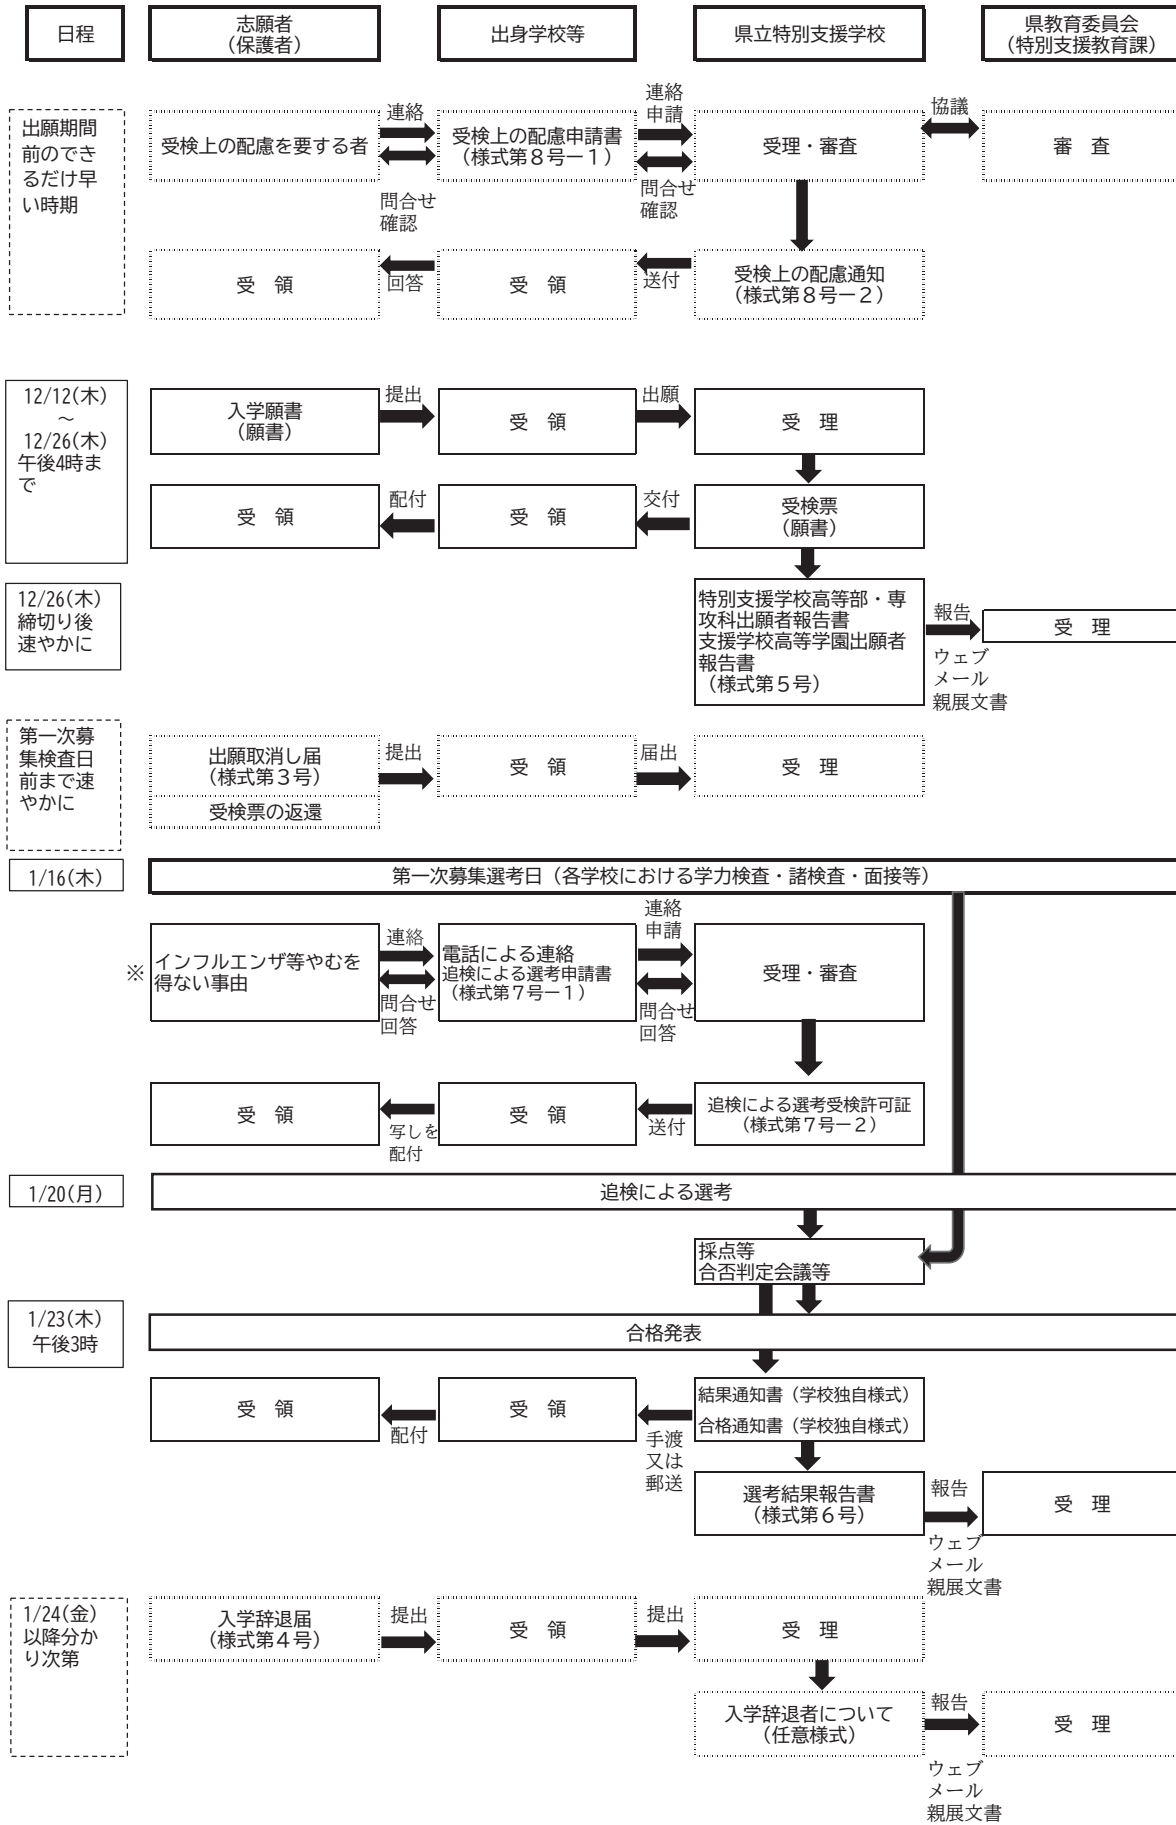 日程
志願者
（保護者）
出身学校等
県立特別支援学校
県教育委員会
（特別支援教育課）
出願期間
前のでき
るだけ早
い時期
受検上の配慮を要する者
連絡
問合せ
確認
受検上の配慮申請書
（様式第８号－１）
連絡
申請
問合せ
確認
受理・審査
協議
審　査
受　領
回答
受　領
送付
受検上の配慮通知
（様式第８号－２）
12/12(木)
～
12/26(木)
午後4時ま
で
入学願書
（願書）
提出
受　領
出願
受　理
受　領
配付
受　領
交付
受検票
（願書）
12/26(木)
締切り後
速やかに
特別支援学校高等部・専
攻科出願者報告書
支援学校高等学園出願者
報告書
（様式第５号）
報告
ウェブ
メール
親展文書
受　理
第一次募
集検査日
前まで速
やかに
出願取消し届
（様式第３号）
受検票の返還
提出
受　領
届出
受　理
1/16(木)
第一次募集選考日（各学校における学力検査・諸検査・面接等）
※
インフルエンザ等やむを
得ない事由
連絡
問合せ
回答
電話による連絡
追検による選考申請書
（様式第７号－１）
連絡
申請
問合せ
回答
受理・審査
受　領
写しを
配付
受　領
送付
追検による選考受検許可証
（様式第７号－２）
1/20(月)
追検による選考
採点等
合否判定会議等
1/23(木)
午後3時
合格発表
受　領
配付
受　領
手渡
又は
郵送
結果通知書（学校独自様式）
合格通知書（学校独自様式）
選考結果報告書
（様式第６号）
報告
ウェブ
メール
親展文書
受　理
1/24(金)
以降分か
り次第
入学辞退届
（様式第４号）
提出
受　領
提出
受　理
入学辞退者について
（任意様式）
報告
ウェブ
メール
親展文書
受　理